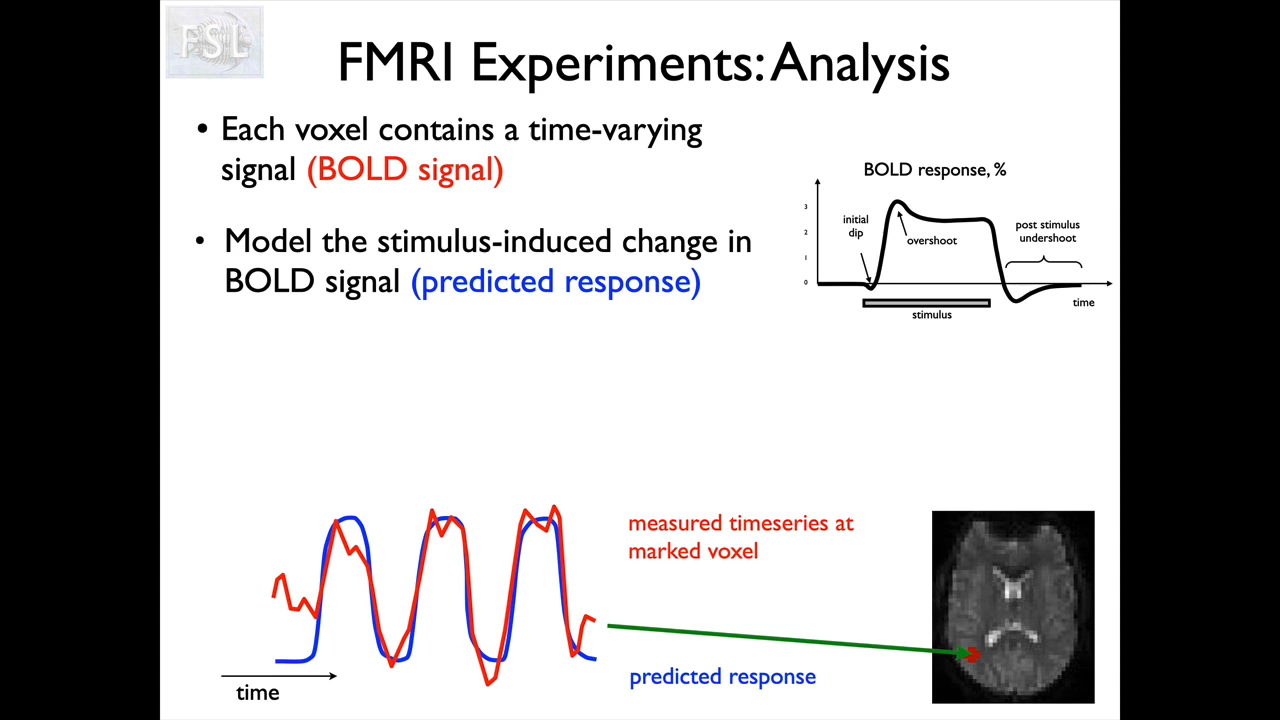 FSL
FMRI Experiments: Analysis
• Each voxel contains a time-varying
signal (BOLD signal)
• Model the stimulus-induced change in
BOLD signal (predicted response)
BOLD response, %
3
2
1
0
initial
dip
overshoot
post stimulus
undershoot
time
stimulus
measured timeseries at
marked voxel
predicted response
time